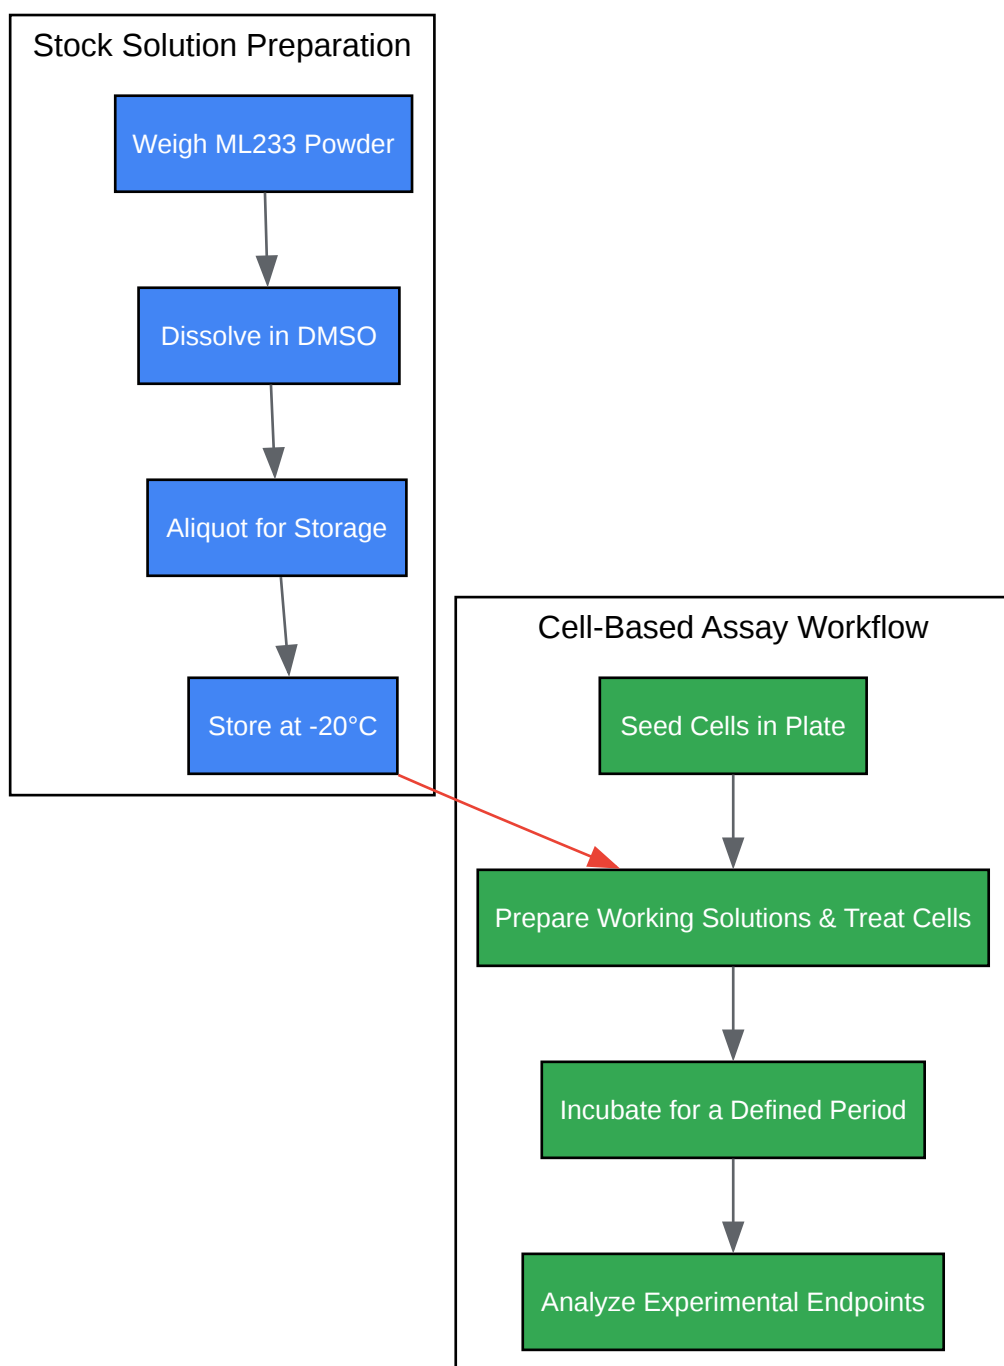 Stock Solution Preparation
Weigh ML233 Powder
Dissolve in DMSO
Aliquot for Storage
Store at -20°C
Cell-Based Assay Workflow
Seed Cells in Plate
Prepare Working Solutions & Treat Cells
Incubate for a Defined Period
Analyze Experimental Endpoints